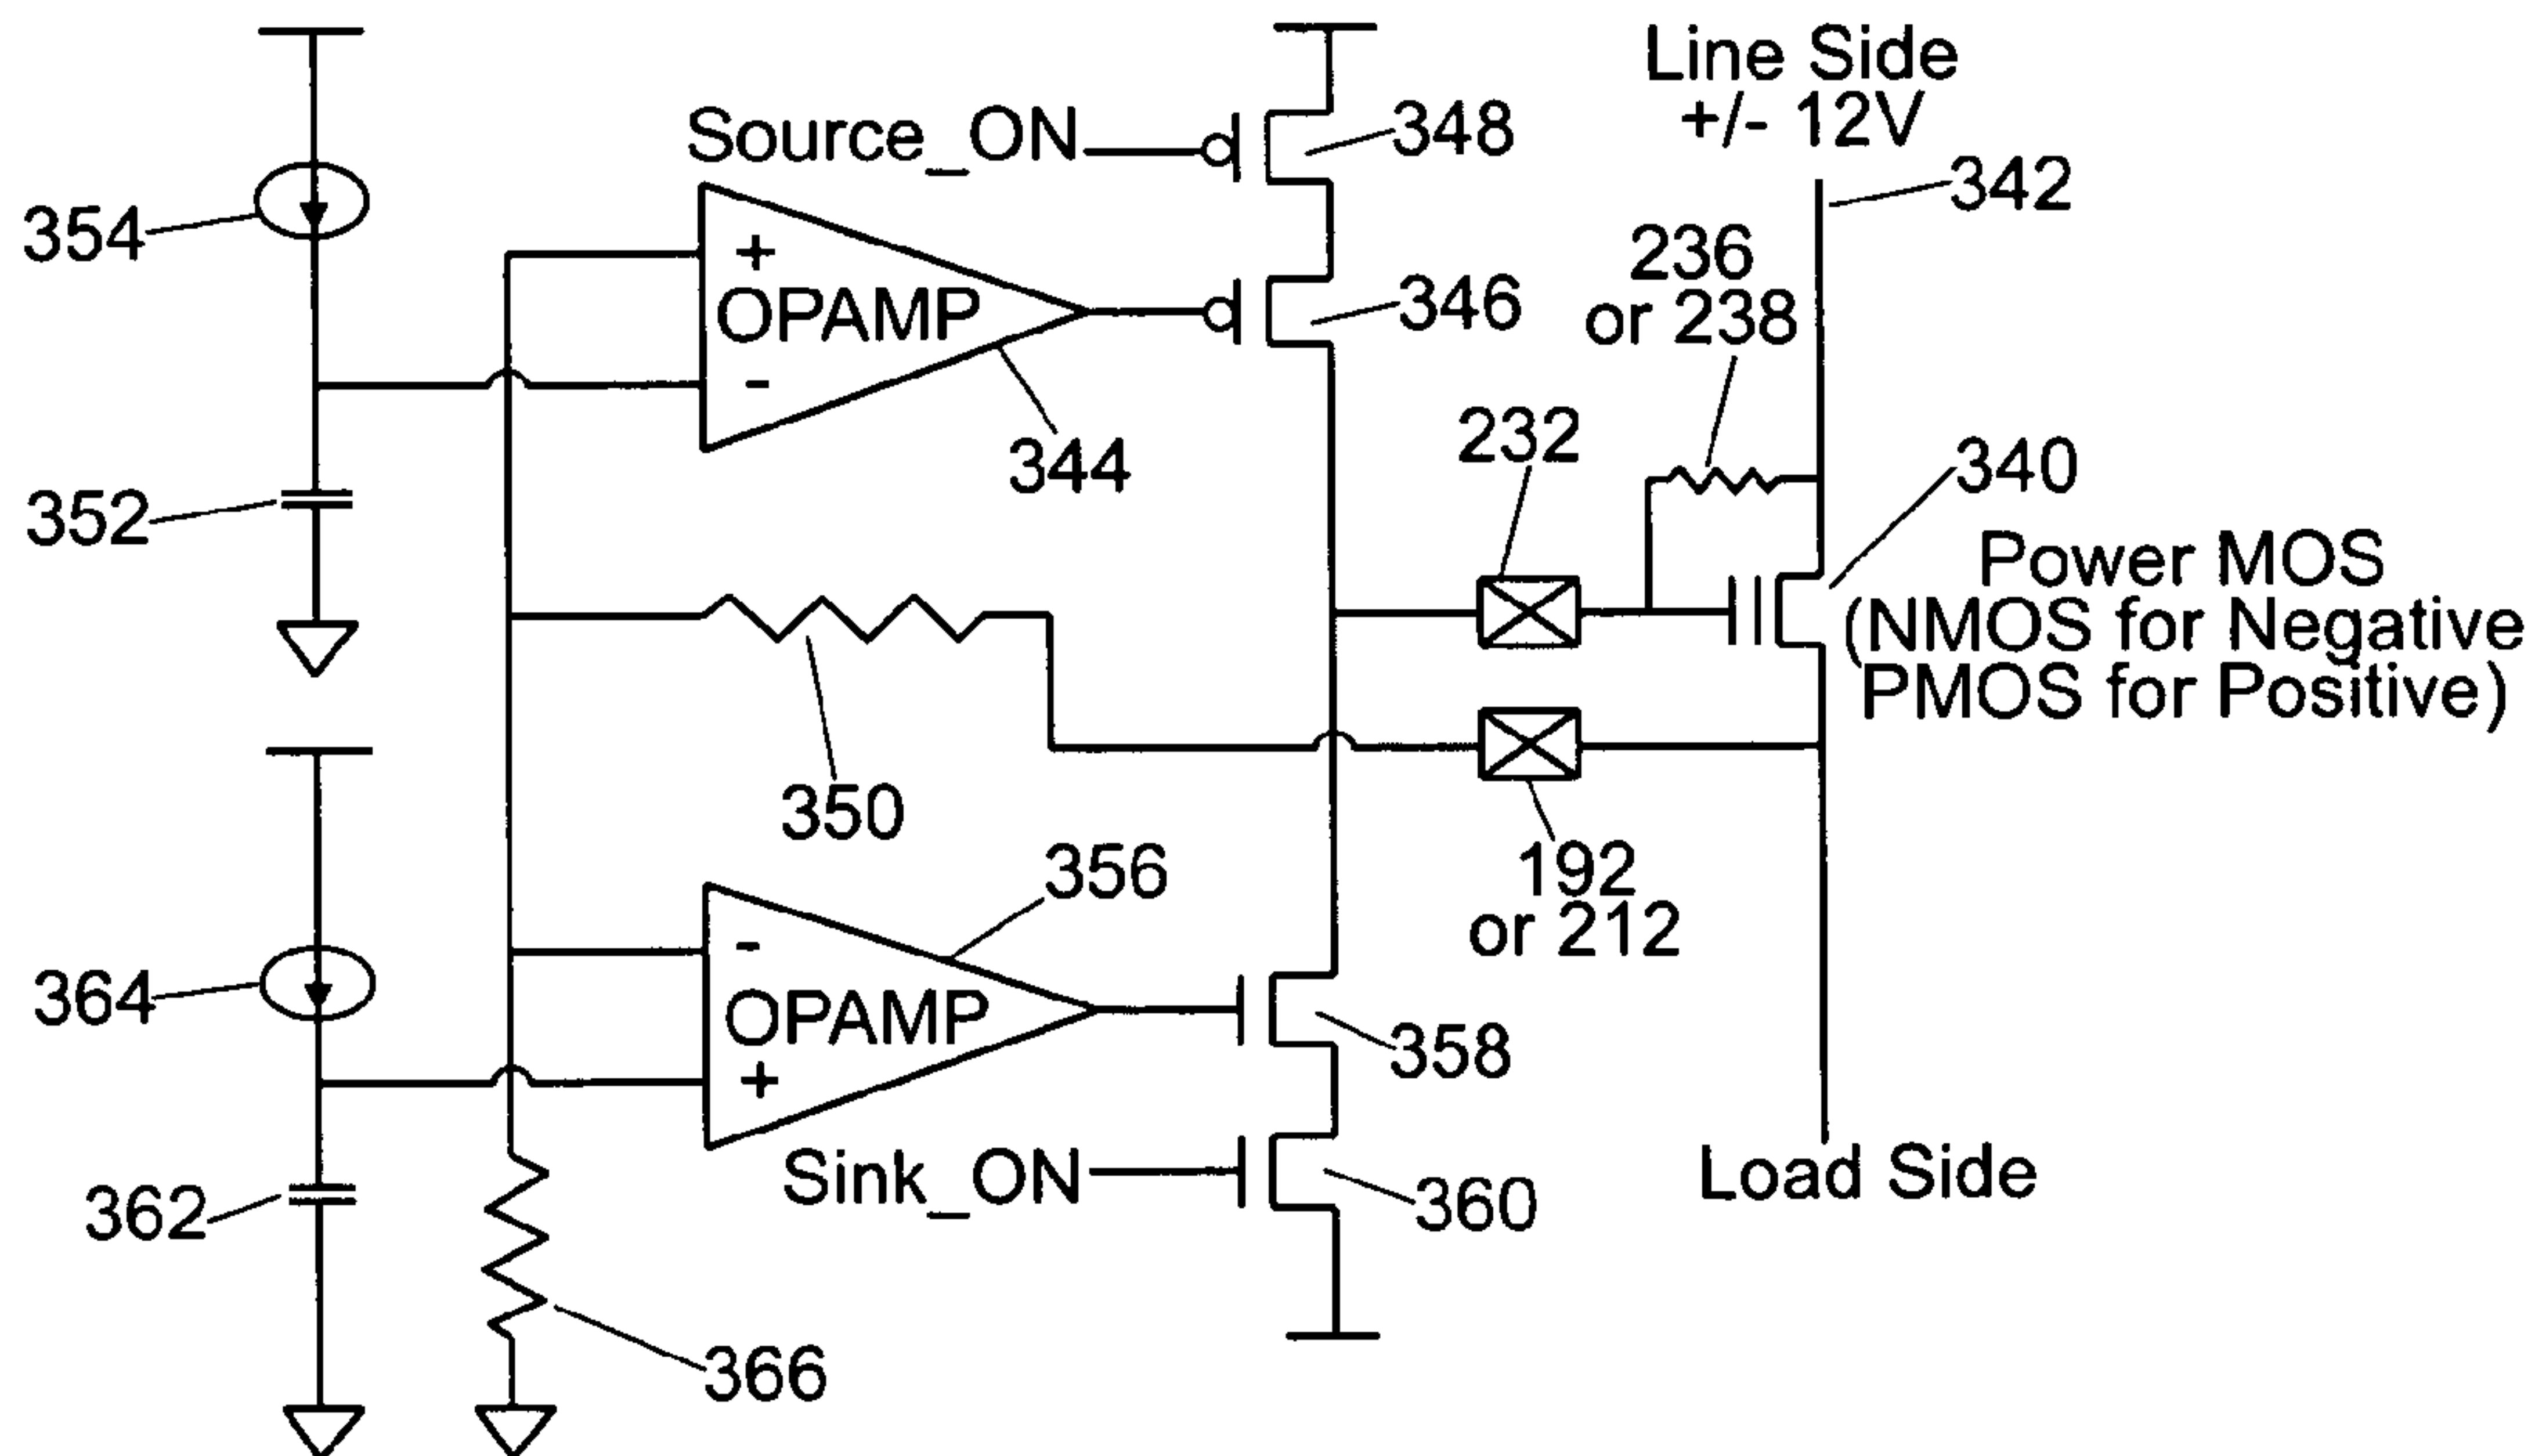 Line Side
+/- 12V
Source_ON
348
342
354
+
OPAMP
-
346
236
or 238
344
232
340
352
Power MOS
(NMOS for Negative
PMOS for Positive)
350
356
192
or 212
364
-
OPAMP
+
358
Sink_ON
Load Side
362
360
366